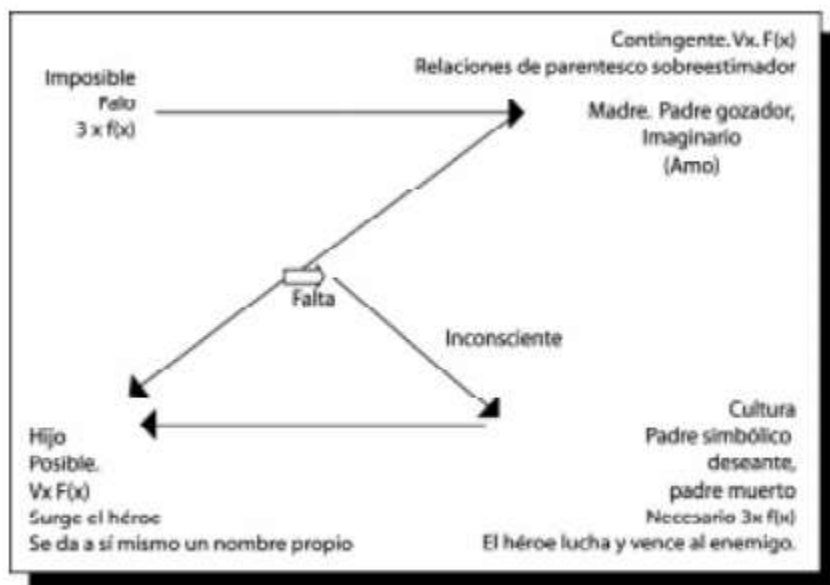 Imposible
Falo
3 x f(x)
Contingente. Vx. F(x)
Relaciones de parentesco sobreestimador
Madre. Padre gozador,
Imaginario
(Amo)
Falta
Inconsciente
Hijo
Posible.
Vx F(x)
Surge el héroe
Se da a sí mismo un nombre propio
Cultura
Padre simbólico
deseante,
padre muerto
Necesario 3x f(x)
El héroe lucha y vence al enemigo.